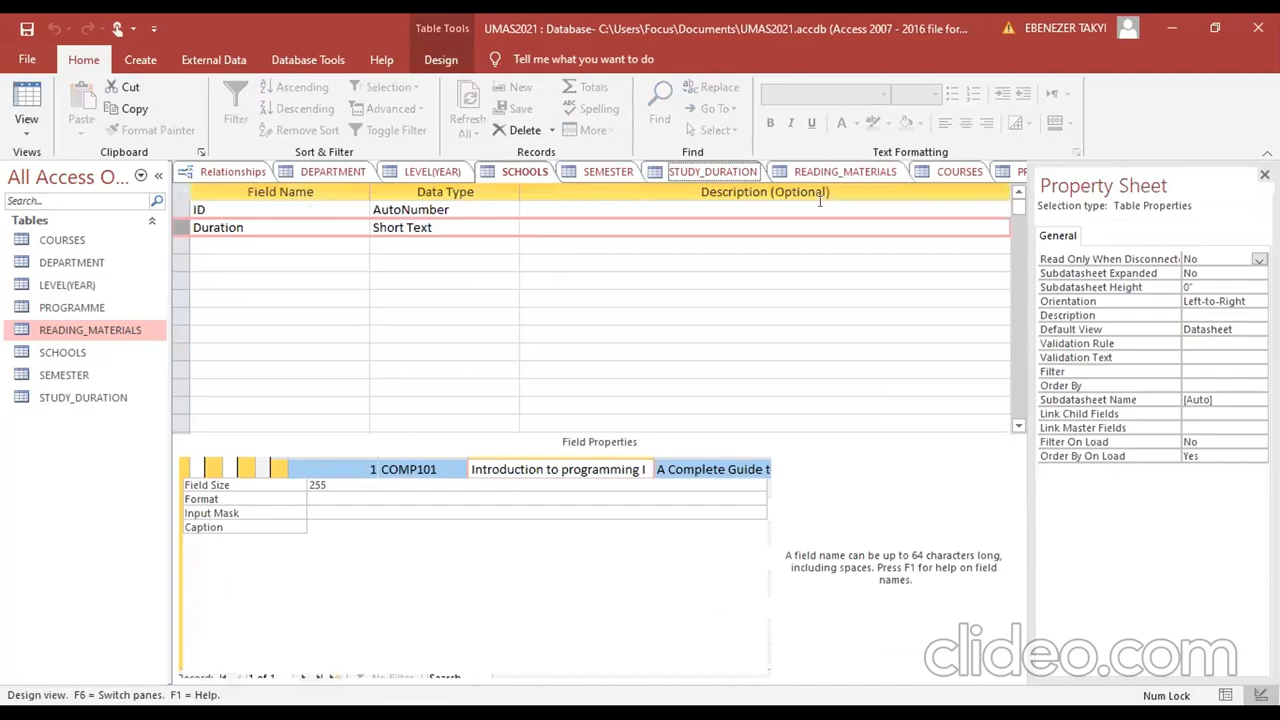 Table Tools
UMAS2021 : Database- C:\Users\Focus\Documents\UMAS2021.accdb (Access 2007 - 2016 file for...
EBENEZER TAKYI
File Home Create External Data Database Tools Help Design Tell me what you want to do
View
Views
Paste
Cut
Copy
Format Painter
Clipboard
Filter
Ascending
Descending
Remove Sort
Selection
Advanced
Toggle Filter
Sort & Filter
Refresh
All
New
Save
Delete
Totals
Spelling
More
Records
Find
Replace
Go To
Select
Find
B I U A
Text Formatting
All Access O...
Search...
Tables
COURSES
DEPARTMENT
LEVEL(YEAR)
PROGRAMME
READING_MATERIALS
SCHOOLS
SEMESTER
STUDY_DURATION
Relationships DEPARTMENT LEVEL(YEAR) SCHOOLS SEMESTER STUDY_DURATION READING_MATERIALS COURSES
Field Name Data Type Description (Optional)
ID AutoNumber
Duration Short Text
Field Properties
1 COMP101 Introduction to programming I A Complete Guide t
Field Size 255
Format
Input Mask
Caption
A field name can be up to 64 characters long,
including spaces. Press F1 for help on field
names.
1 of 1 No Filter Search
Property Sheet
Selection type: Table Properties
General
Read Only When Disconnect No
Subdatasheet Expanded No
Subdatasheet Height 0"
Orientation Left-to-Right
Description
Default View Datasheet
Validation Rule
Validation Text
Filter
Order By
Subdatasheet Name [Auto]
Link Child Fields
Link Master Fields
Filter On Load No
Order By On Load Yes
clideo.com
Design view. F6 = Switch panes. F1 = Help.
Num Lock